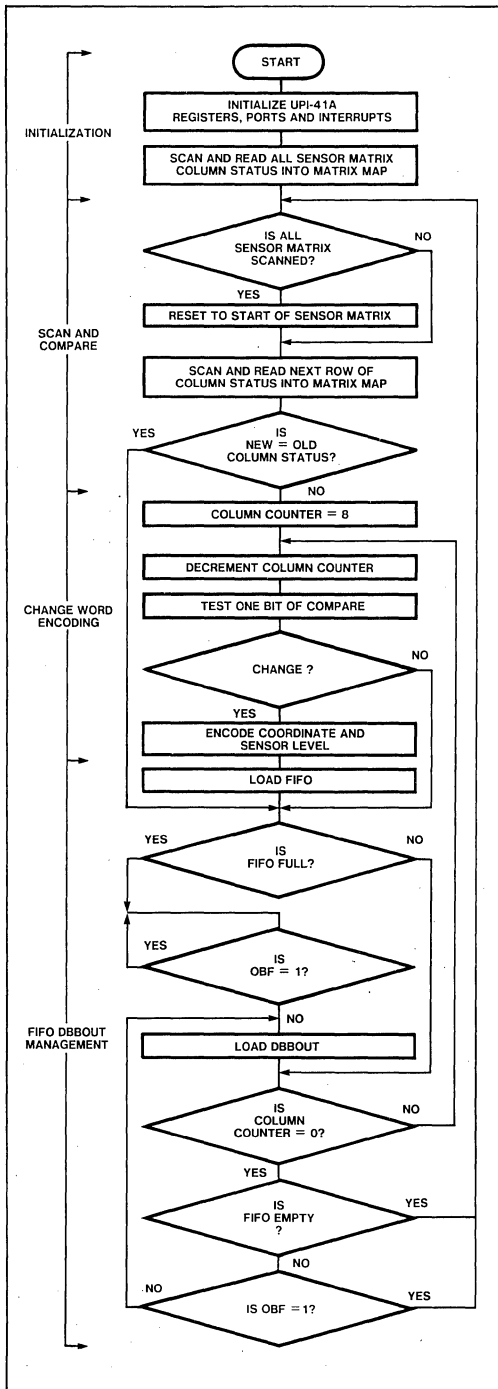 START
INITIALIZATION
INITIALIZE UPI-41A
REGISTERS, PORTS AND INTERRUPTS
SCAN AND READ ALL SENSOR MATRIX
COLUMN STATUS INTO MATRIX MAP
IS ALL
SENSOR MATRIX
SCANNED?
NO
YES
RESET TO START OF SENSOR MATRIX
SCAN AND
COMPARE
SCAN AND READ NEXT ROW OF
COLUMN STATUS INTO MATRIX MAP
YES
IS
NEW = OLD
COLUMN STATUS?
NO
COLUMN COUNTER = 8
DECREMENT COLUMN COUNTER
CHANGE WORD
ENCODING
TEST ONE BIT OF COMPARE
CHANGE ?
NO
YES
ENCODE COORDINATE AND
SENSOR LEVEL
LOAD FIFO
YES
IS
FIFO FULL?
NO
YES
IS
OBF = 1?
NO
FIFO DBBOUT
MANAGEMENT
LOAD DBBOUT
IS
COLUMN
COUNTER = 0?
NO
YES
IS
FIFO EMPTY
?
YES
NO
NO
IS OBF = 1?
YES